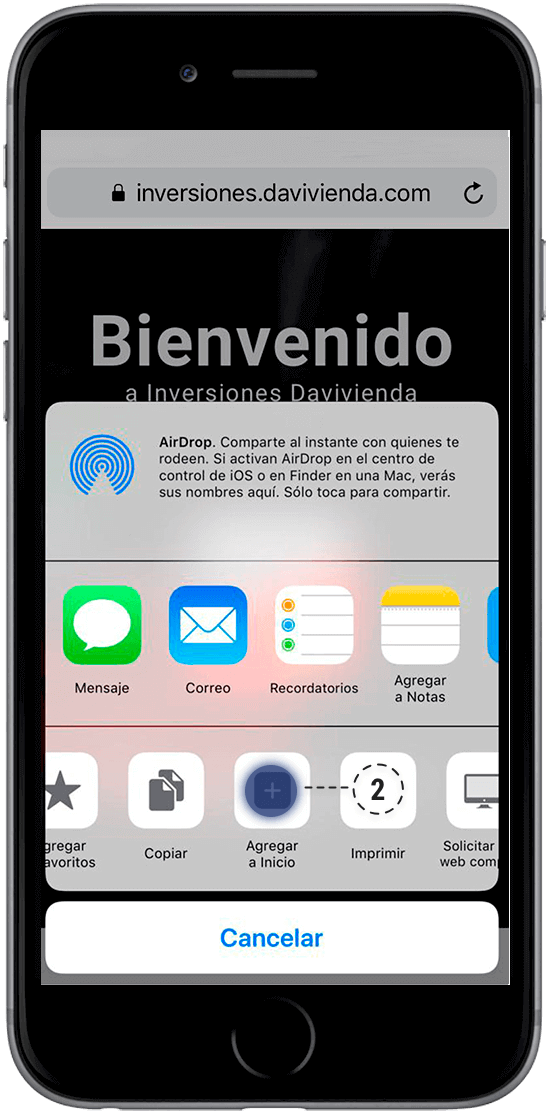 inversiones.davivienda.com
Bienvenido
a Inversiones Davivienda
AirDrop. Comparte al instante con quienes te
rodeen. Si activan AirDrop en el centro de
control de iOS o en Finder en una Mac, verás
sus nombres aquí. Sólo toca para compartir.
Mensaje
Correo
Recordatorios
Agregar
a Notas
2
gregar
avoritos
Copiar
Agregar
a Inicio
Imprimir
Solicitar
web comp
Cancelar